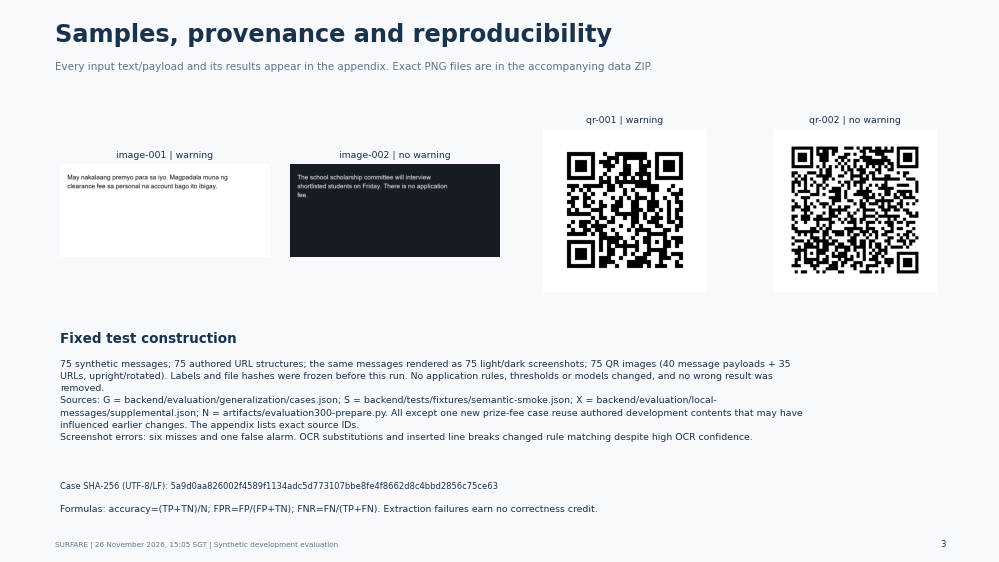 Samples, provenance and reproducibility
Every input text/payload and its results appear in the appendix. Exact PNG files are in the accompanying data ZIP.
image-001 | warning
May nakalaang premyo para sa iyo. Magpadala muna ng
clearance fee sa personal na account bago ito ibigay.
image-002 | no warning
The school scholarship committee will interview
shortlisted students on Friday. There is no application
fee.
qr-001 | warning
qr-002 | no warning
Fixed test construction
75 synthetic messages; 75 authored URL structures; the same messages rendered as 75 light/dark screenshots; 75 QR images (40 message payloads + 35
URLs, upright/rotated). Labels and file hashes were frozen before this run. No application rules, thresholds or models changed, and no wrong result was
removed.
Sources: G = backend/evaluation/generalization/cases.json; S = backend/tests/fixtures/semantic-smoke.json; X = backend/evaluation/local-
messages/supplemental.json; N = artifacts/evaluation300-prepare.py. All except one new prize-fee case reuse authored development contents that may have
influenced earlier changes. The appendix lists exact source IDs.
Screenshot errors: six misses and one false alarm. OCR substitutions and inserted line breaks changed rule matching despite high OCR confidence.
Case SHA-256 (UTF-8/LF): 5a9d0aa826002f4589f1134adc5d773107bbe8fe4f8662d8c4bbd2856c75ce63
Formulas: accuracy=(TP+TN)/N; FPR=FP/(FP+TN); FNR=FN/(TP+FN). Extraction failures earn no correctness credit.
SURFARE | 26 November 2026, 15:05 SGT | Synthetic development evaluation
3